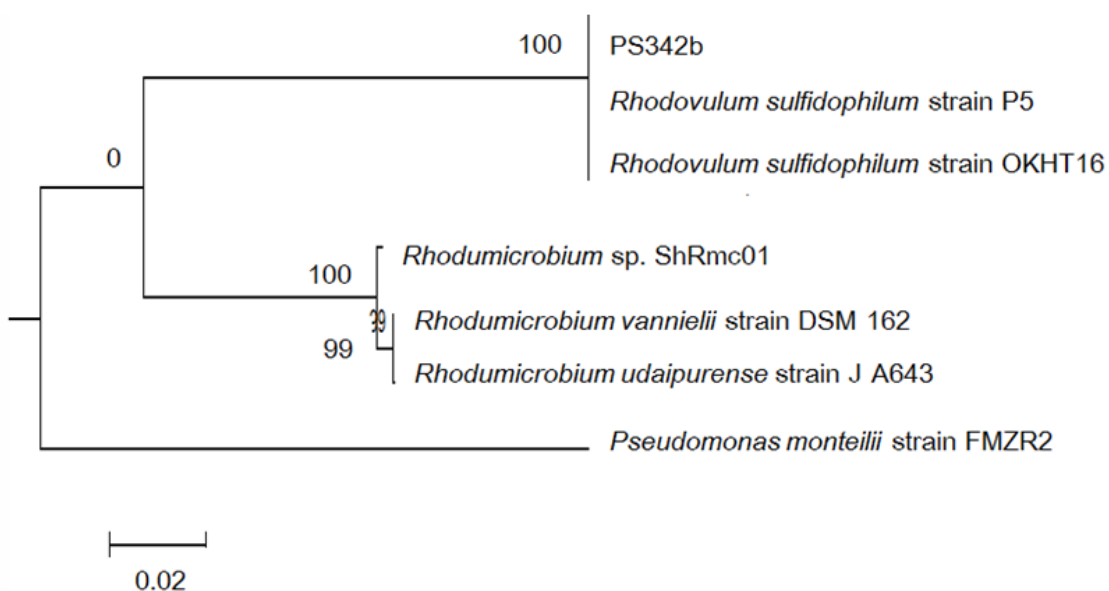 100
PS342b
Rhodovulum sulfidophilum strain P5
0
Rhodovulum sulfidophilum strain OKHT16
Rhodumicrobium sp. ShRmc01
100
Rhodumicrobium vannielii strain DSM 162
99
Rhodumicrobium udaipurense strain J A643
Pseudomonas monteilii strain FMZR2
0.02